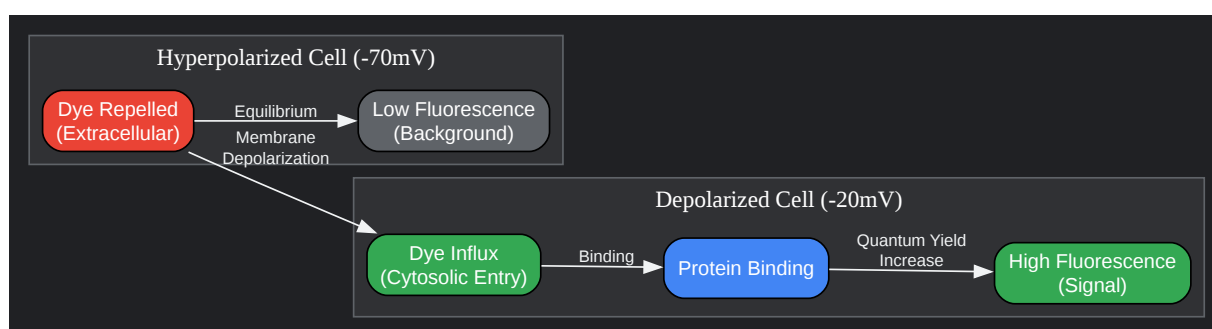 Hyperpolarized Cell (-70mV)
Dye Repelled
(Extracellular)
Equilibrium
Low Fluorescence
(Background)
Membrane
Depolarization
Depolarized Cell (-20mV)
Dye Influx
(Cytosolic Entry)
Binding
Protein Binding
Quantum Yield
Increase
High Fluorescence
(Signal)